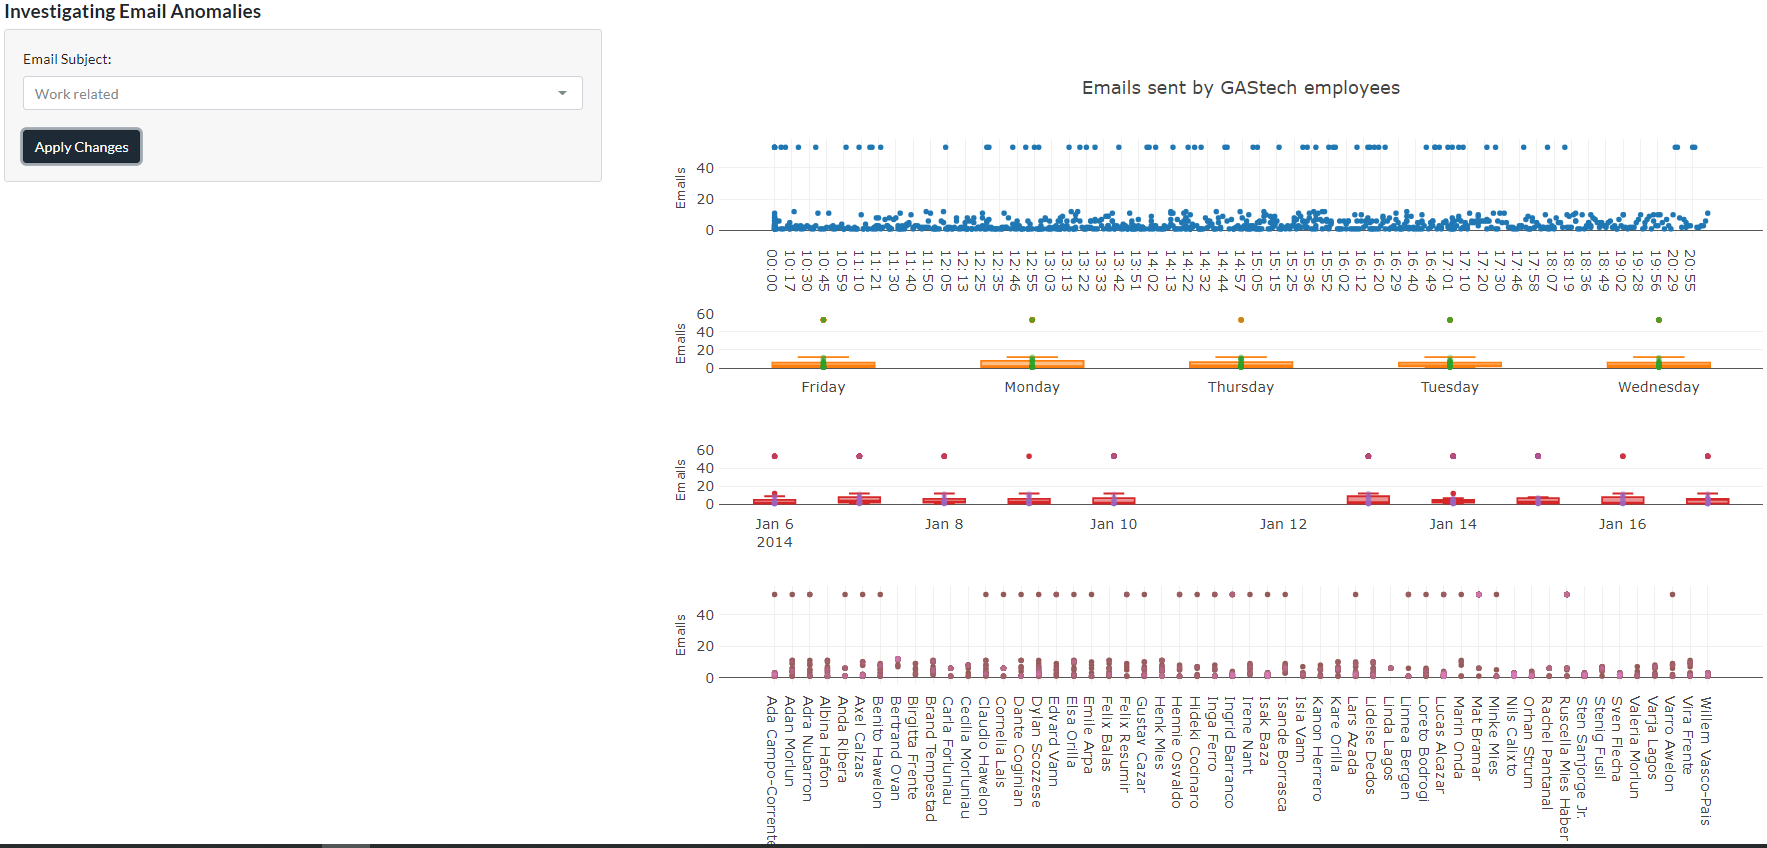 Investigating Email Anomalies
Email Subject:
Work related
Apply Changes
Emails sent by GAStech employees
Emails
40
20
0
00:00 10:17 10:30 10:45 10:59 11:10 11:21 11:30 11:40 11:50 12:05 12:13 12:25 12:46 12:55 13:03 13:13 13:22 13:33 13:42 13:51 14:02 14:13 14:22 14:32 14:44 14:57 15:05 15:15 15:25 15:36 15:52 16:02 16:12 16:20 16:29 16:40 16:49 17:01 17:10 17:20 17:30 17:46 17:58 18:07 18:19 18:36 18:49 19:02 19:28 19:56 20:29 20:55
Emails
60
40
20
0
Friday Monday Thursday Tuesday Wednesday
Emails
60
40
20
0
Jan 6 Jan 8 Jan 10 Jan 12 Jan 14 Jan 16
2014
Emails
40
20
0
Ada Campo-Corrente
Adan Morlun
Adra Nubarron
Albina Hafon
Anda Ribera
Axel Calzas
Benito Hawelon
Bertrand Ovan
Birgitta Frente
Brand Tempestad
Carla Forluniau
Cecilia Morluniau
Claudio Hawelon
Cornelia Lais
Dante Coginian
Dylan Scozzese
Edvard Vann
Elsa Orilla
Emile Arpa
Felix Balas
Felix Resumir
Gustav Cazar
Henk Mies
Hennie Osvaldo
Hideki Cocinaro
Inga Ferro
Ingrid Barranco
Irene Nant
Isak Baza
Isande Borrasca
Isia Vann
Kanon Herrero
Kare Orilla
Lars Azada
Lidelse Dedos
Linda Lagos
Linnea Bergen
Loreto Bodrogi
Lucas Alcazar
Marin Onda
Mat Bramar
Minke Mies
Nils Calixto
Orhan Strum
Rachel Pantanal
Ruscella Mies Haber
Sten Sanjorge Jr.
Stenig Fusil
Sven Flecha
Valeria Morlun
Varja Lagos
Varro Awelon
Vira Frente
Willem Vasco-Pais